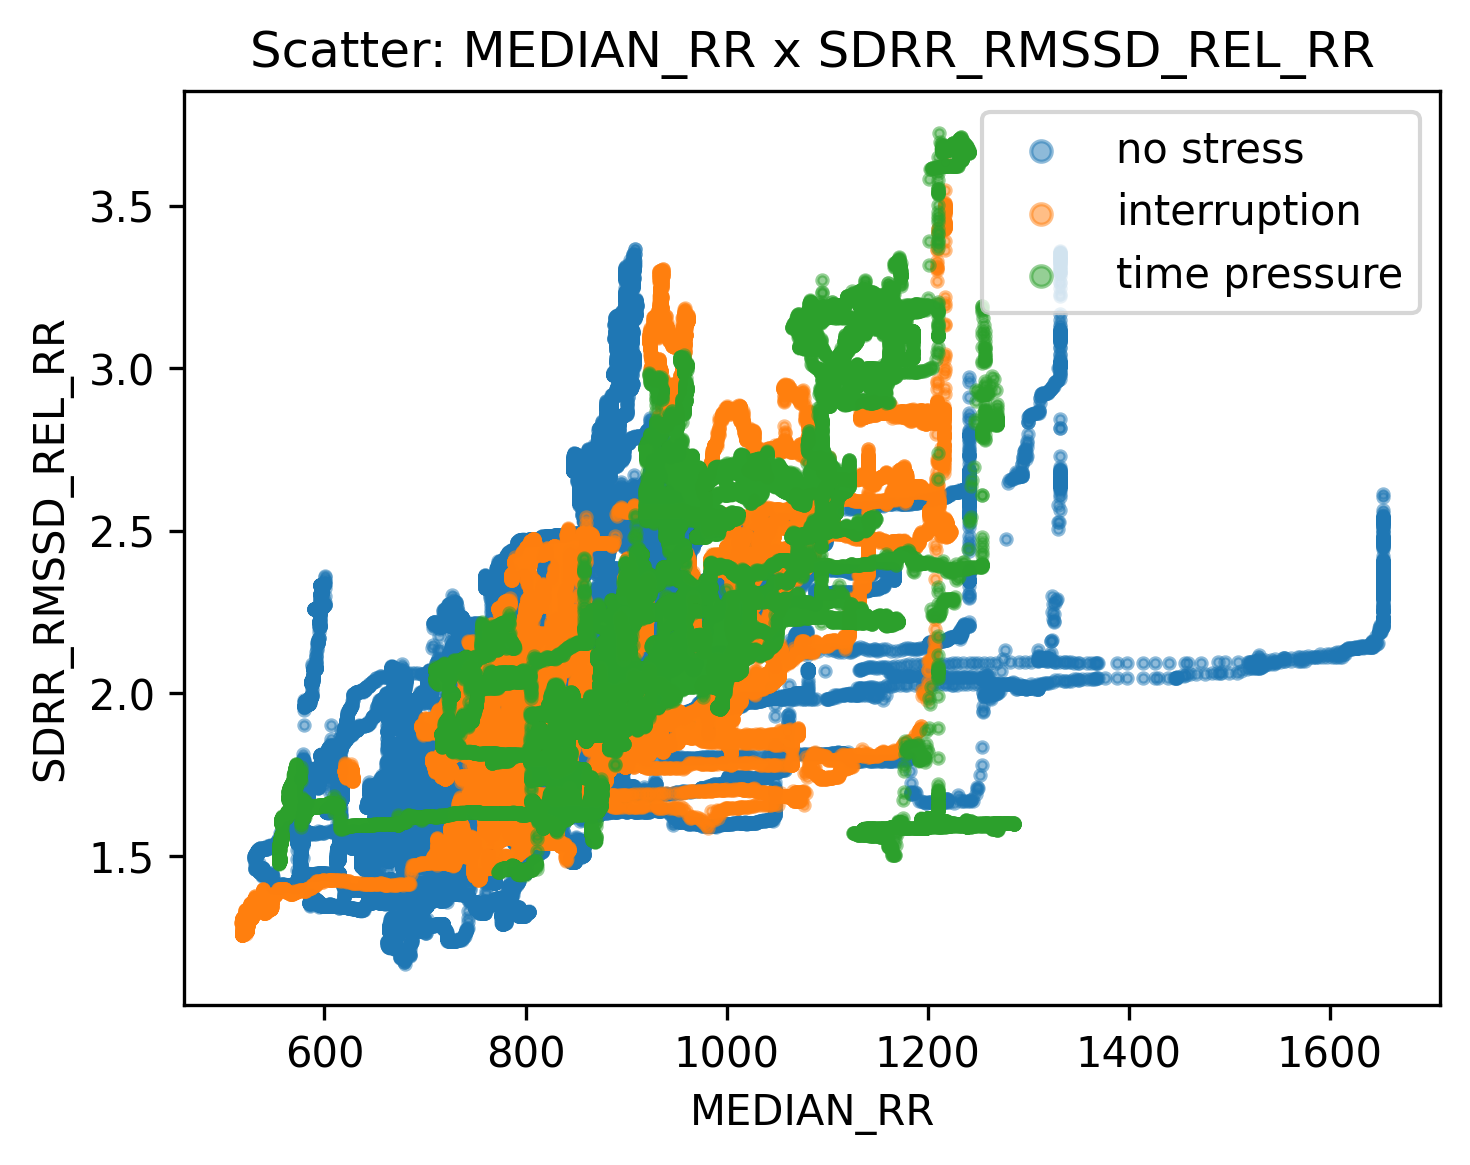 Scatter: MEDIAN_RR x SDRR_RMSSD_REL_RR
no stress
interruption
time pressure
SDRR_RMSSD_REL_RR
3.5
3.0
2.5
2.0
1.5
600 800 1000 1200 1400 1600
MEDIAN_RR